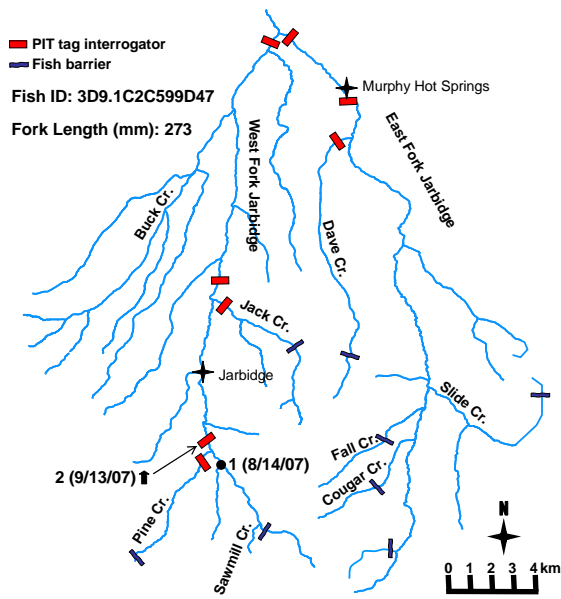 PIT tag interrogator
Fish barrier
Fish ID: 3D9.1C2C599D47
Fork Length (mm): 273
Murphy Hot Springs
West Fork Jarbidge
East Fork Jarbidge
Buck Cr.
Dave Cr.
Jack Cr.
Jarbidge
Slide Cr.
Fall Cr.
Cougar Cr.
2 (9/13/07)
1 (8/14/07)
Pine Cr.
Sawmill Cr.
N
0 1 2 3 4 km